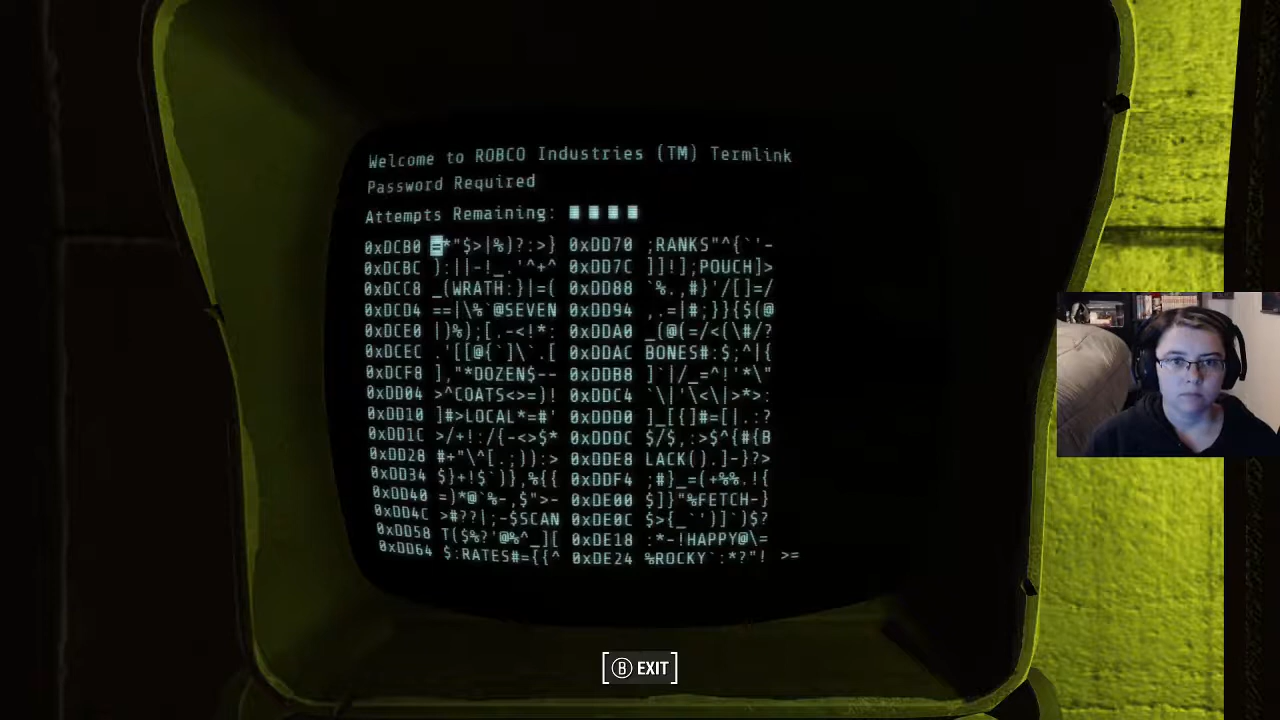 Welcome to ROBCO Industries (TM) Termlink
Password Required
Attempts Remaining: ■ ■ ■ ■
0xDCB0 =*"$>|%)?:>} 0xDD70 ;RANKS"^{`'-
0xDCBC ):||-!_.'^+^ 0xDD7C ]]!];POUCH]>
0xDCC8 _(WRATH:}|=( 0xDD88 `%.,#}'/[]=/
0xDCD4 ==|\%`@SEVEN 0xDD94 ,.=|#;}}{$(@
0xDCE0 |)%);[.-<!*: 0xDDA0 _(@(=/<(\#/?
0xDCEC .'[[@{`]\`.[ 0xDDAC BONES#:$;^|{
0xDCF8 ],"*DOZEN$-- 0xDDB8 ]`|/_=^!'*\"
0xDD04 >^COATS<>=)! 0xDDC4 `\|'\<\|>*>:
0xDD10 ]#>LOCAL*=#' 0xDDD0 ]_[{]#=[|.:?
0xDD1C >/+!:/{-<>$* 0xDDDC $/$,:>$^{#{B
0xDD28 #+"\^[.;)):> 0xDDE8 LACK().]-}?>
0xDD34 $}+!$`)},%{{ 0xDDF4 ;#}_=(+%%.!{
0xDD40 =)*@`%-,$">- 0xDE00 $]}"%FETCH-}
0xDD4C >#??|;-$SCAN 0xDE0C $>{_`')]`)$?
0xDD58 T($%?'@%^_][ 0xDE18 :*-!HAPPY@\=
0xDD64 $:RATES#={{^ 0xDE24 %ROCKY`:*?"! >=
[Ⓑ EXIT]